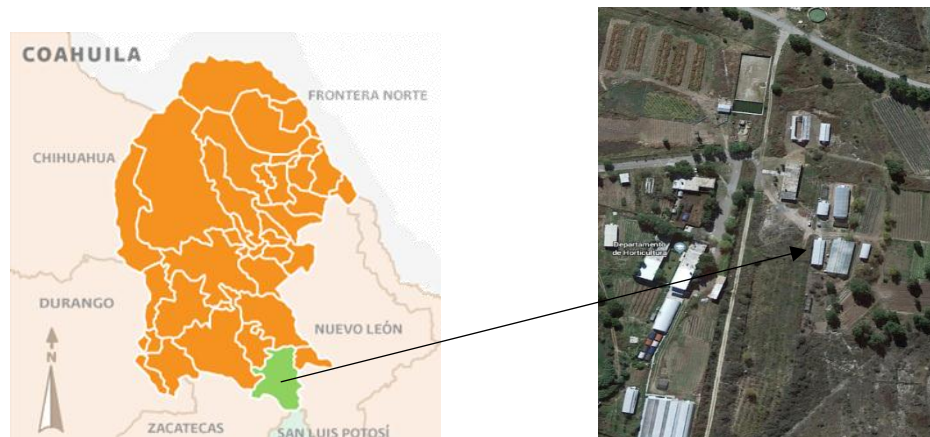 COAHUILA
FRONTERA NORTE
CHIHUAHUA
DURANGO
NUEVO LEÓN
N
ZACATECAS
SAN LUIS POTOSÍ
Departamento
de Horticultura